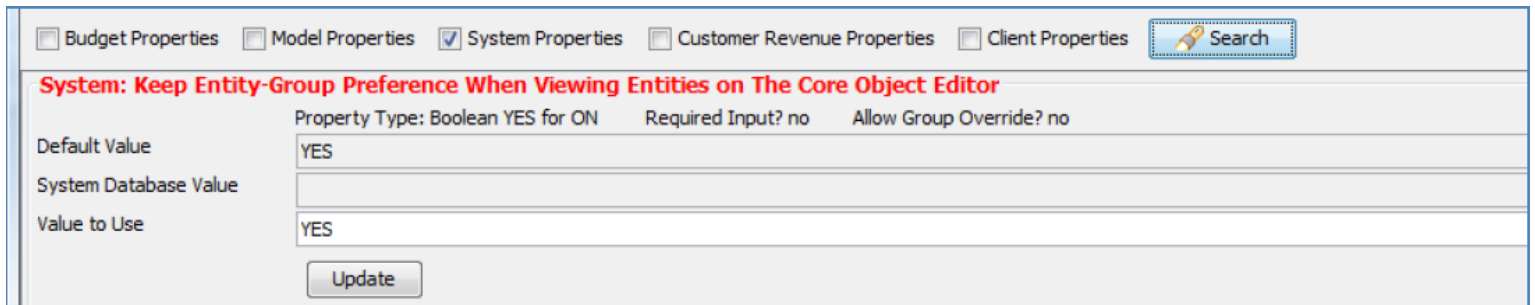 Budget Properties Model Properties System Properties Customer Revenue Properties Client Properties Search
System: Keep Entity-Group Preference When Viewing Entities on The Core Object Editor
Property Type: Boolean YES for ON Required Input? no Allow Group Override? no
Default Value YES
System Database Value
Value to Use YES
Update